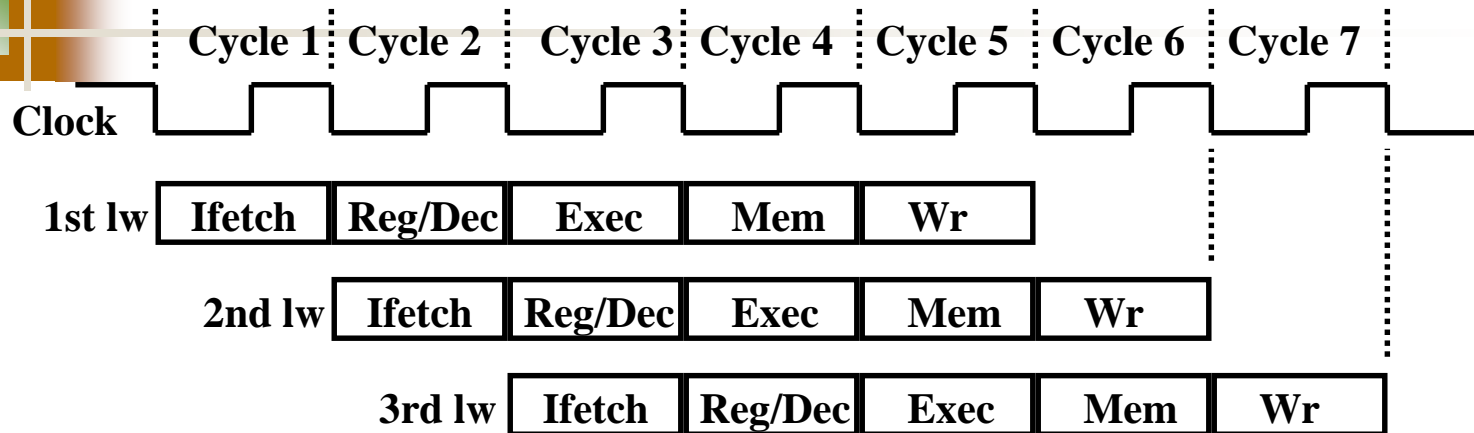 Cycle 1 Cycle 2 Cycle 3 Cycle 4 Cycle 5 Cycle 6 Cycle 7
Clock
1st lw Ifetch Reg/Dec Exec Mem Wr
2nd lw Ifetch Reg/Dec Exec Mem Wr
3rd lw Ifetch Reg/Dec Exec Mem Wr